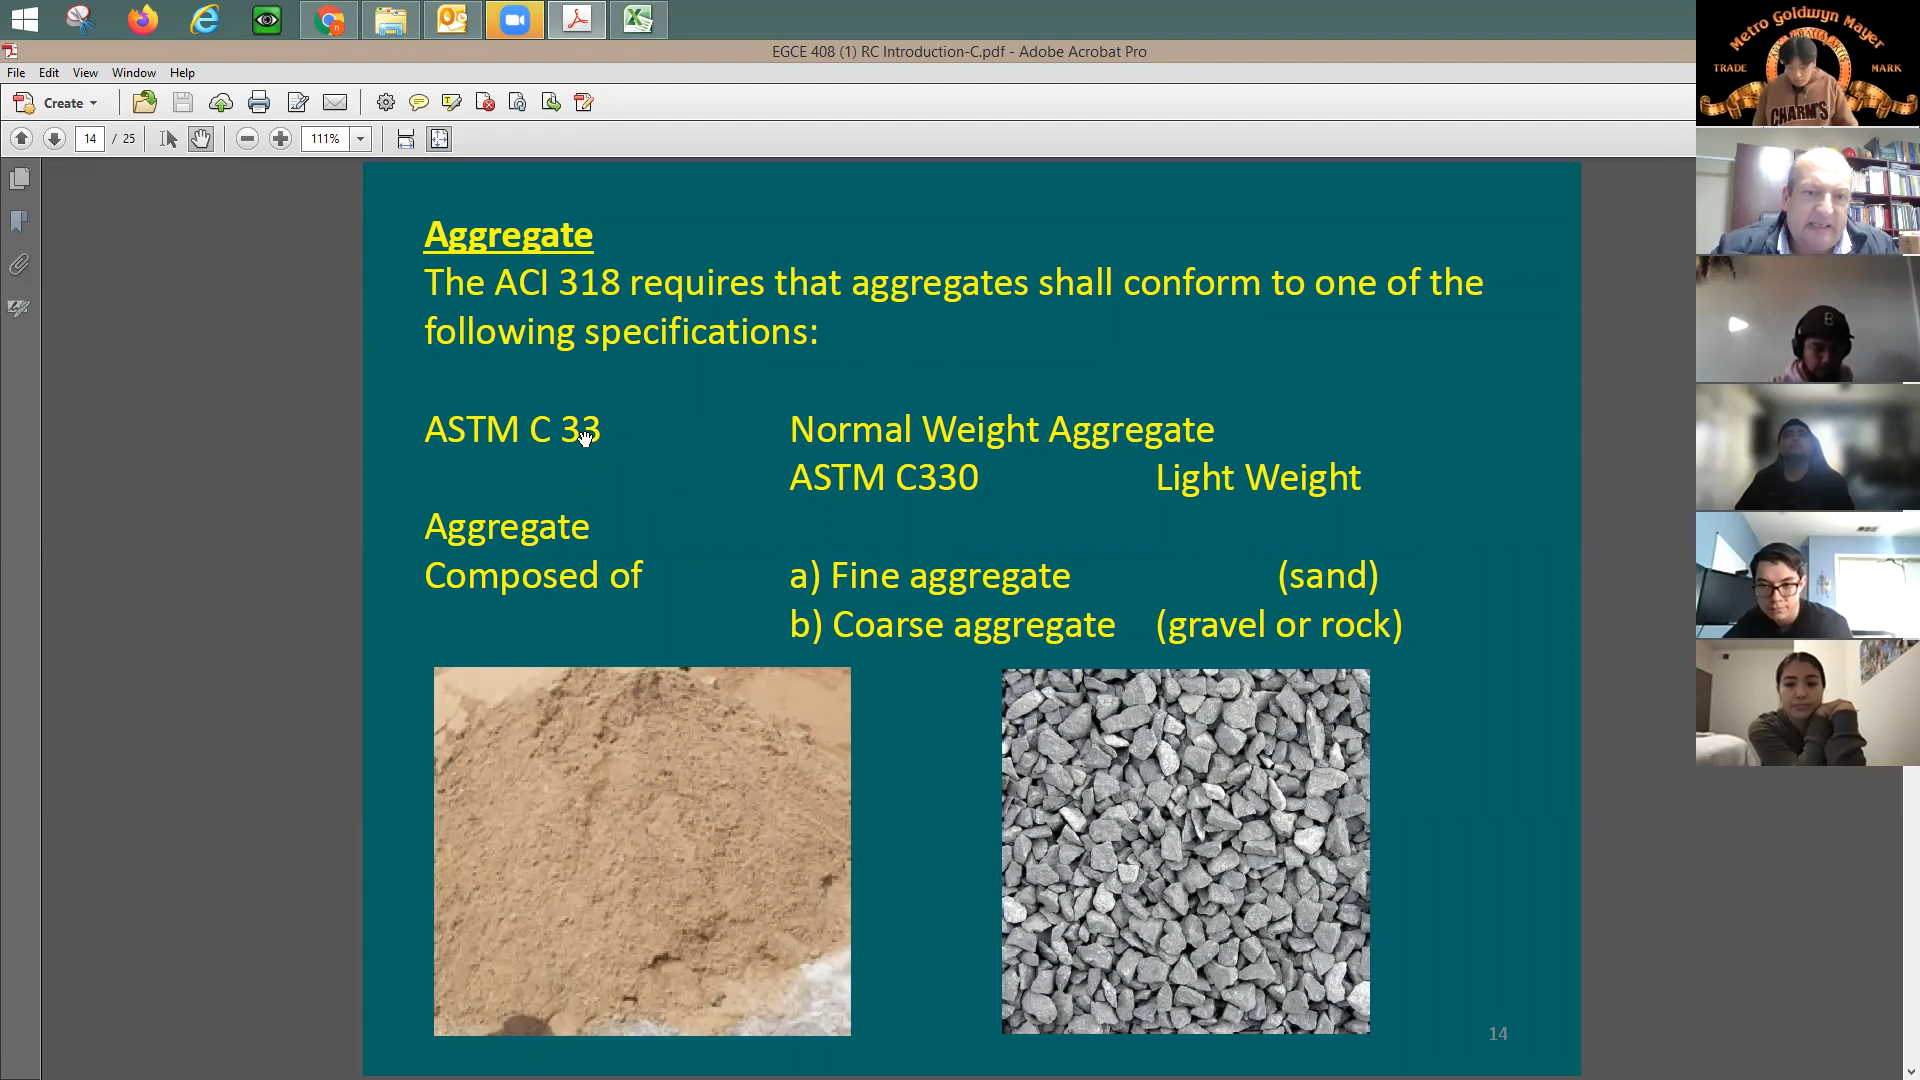 EGCE 408 (1) RC Introduction-C.pdf - Adobe Acrobat Pro
File Edit View Window Help
Create
14 / 25 111%
Aggregate
The ACI 318 requires that aggregates shall conform to one of the
following specifications:
ASTM C 33 Normal Weight Aggregate
ASTM C330 Light Weight
Aggregate
Composed of a) Fine aggregate (sand)
b) Coarse aggregate (gravel or rock)
14
Metro Goldwyn Mayer
TRADE MARK
CHARM'S
B